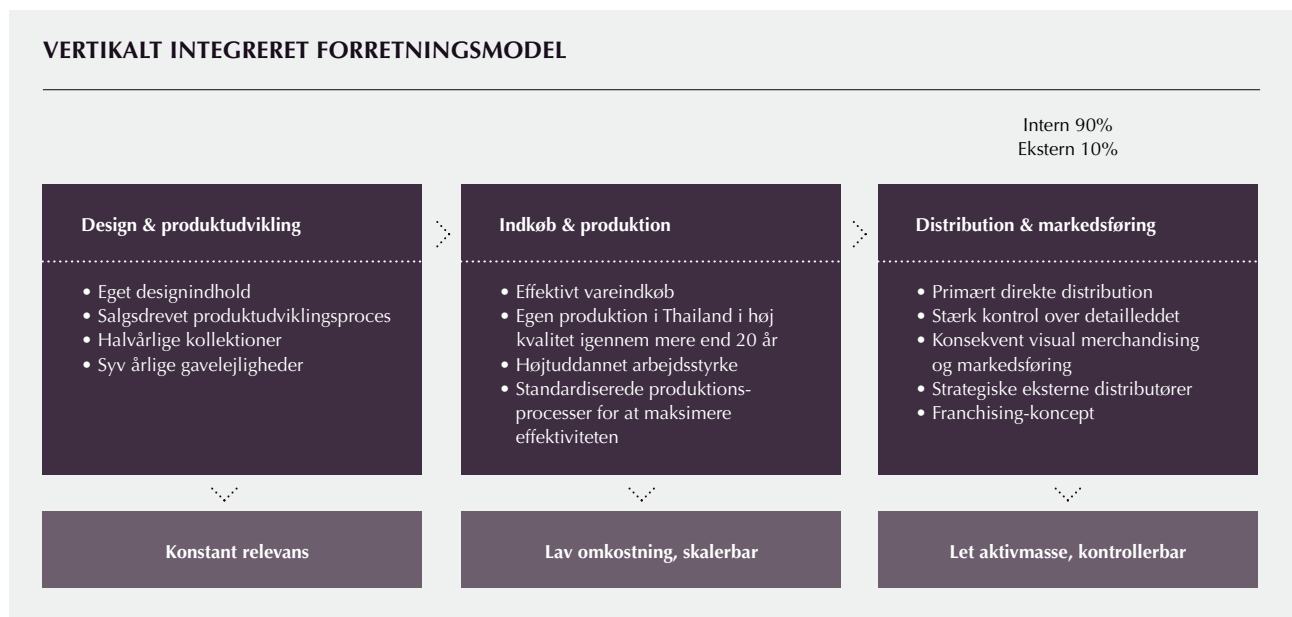 VERTIKALT INTEGRERET FORRETNINGSMODEL
Intern 90%
Ekstern 10%
Design & produktudvikling
• Eget designindhold
• Salgsdrevet produktudviklingsproces
• Halvårlige kollektioner
• Syv årlige gavelejligheder
Konstant relevans
Indkøb & produktion
• Effektivt vareindkøb
• Egen produktion i Thailand i høj
kvalitet igennem mere end 20 år
• Højtuddannet arbejdsstyrke
• Standardiserede produktions-
processer for at maksimere
effektiviteten
Lav omkostning, skalerbar
Distribution & markedsføring
• Primært direkte distribution
• Stærk kontrol over detailleddet
• Konsekvent visual merchandising
og markedsføring
• Strategiske eksterne distributører
• Franchising-koncept
Let aktivmasse, kontrollerbar